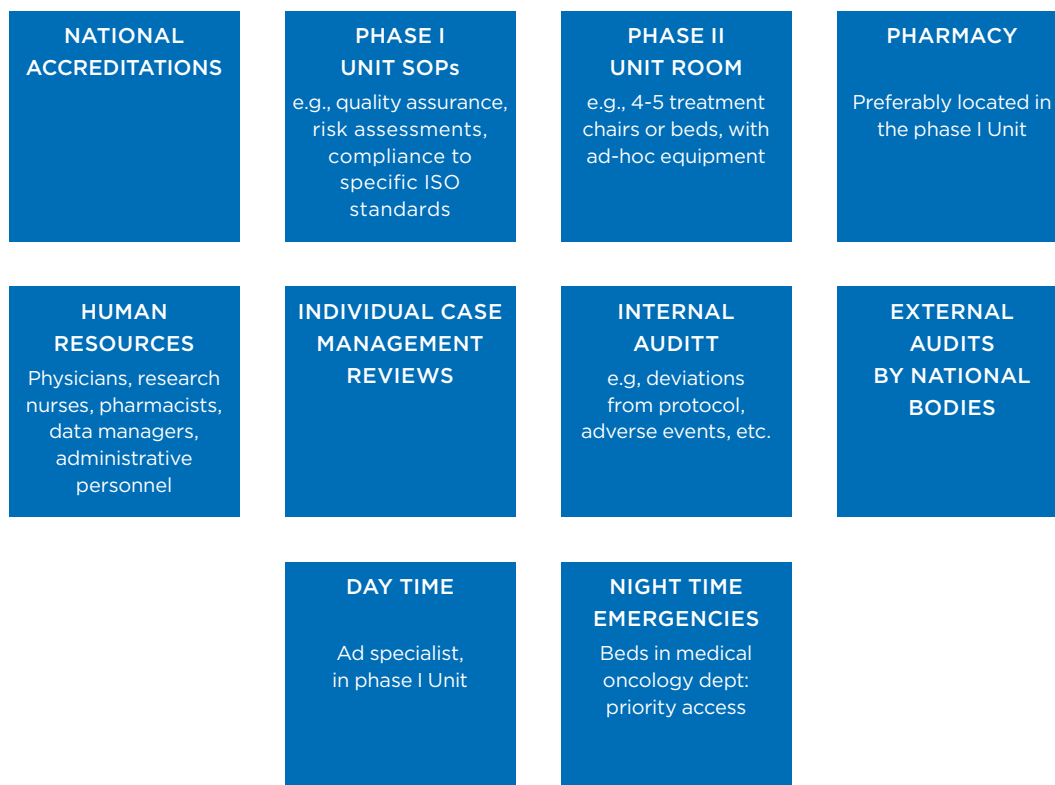 NATIONAL
ACCREDITATIONS
PHASE I
UNIT SOPs
e.g., quality assurance,
risk assessments,
compliance to
specific ISO
standards
PHASE II
UNIT ROOM
e.g., 4-5 treatment
chairs or beds, with
ad-hoc equipment
PHARMACY
Preferably located in
the phase I Unit
HUMAN
RESOURCES
Physicians, research
nurses, pharmacists,
data managers,
administrative
personnel
INDIVIDUAL CASE
MANAGEMENT
REVIEWS
INTERNAL
AUDITT
e.g, deviations
from protocol,
adverse events, etc.
EXTERNAL
AUDITS
BY NATIONAL
BODIES
DAY TIME
Ad specialist,
in phase I Unit
NIGHT TIME
EMERGENCIES
Beds in medical
oncology dept:
priority access